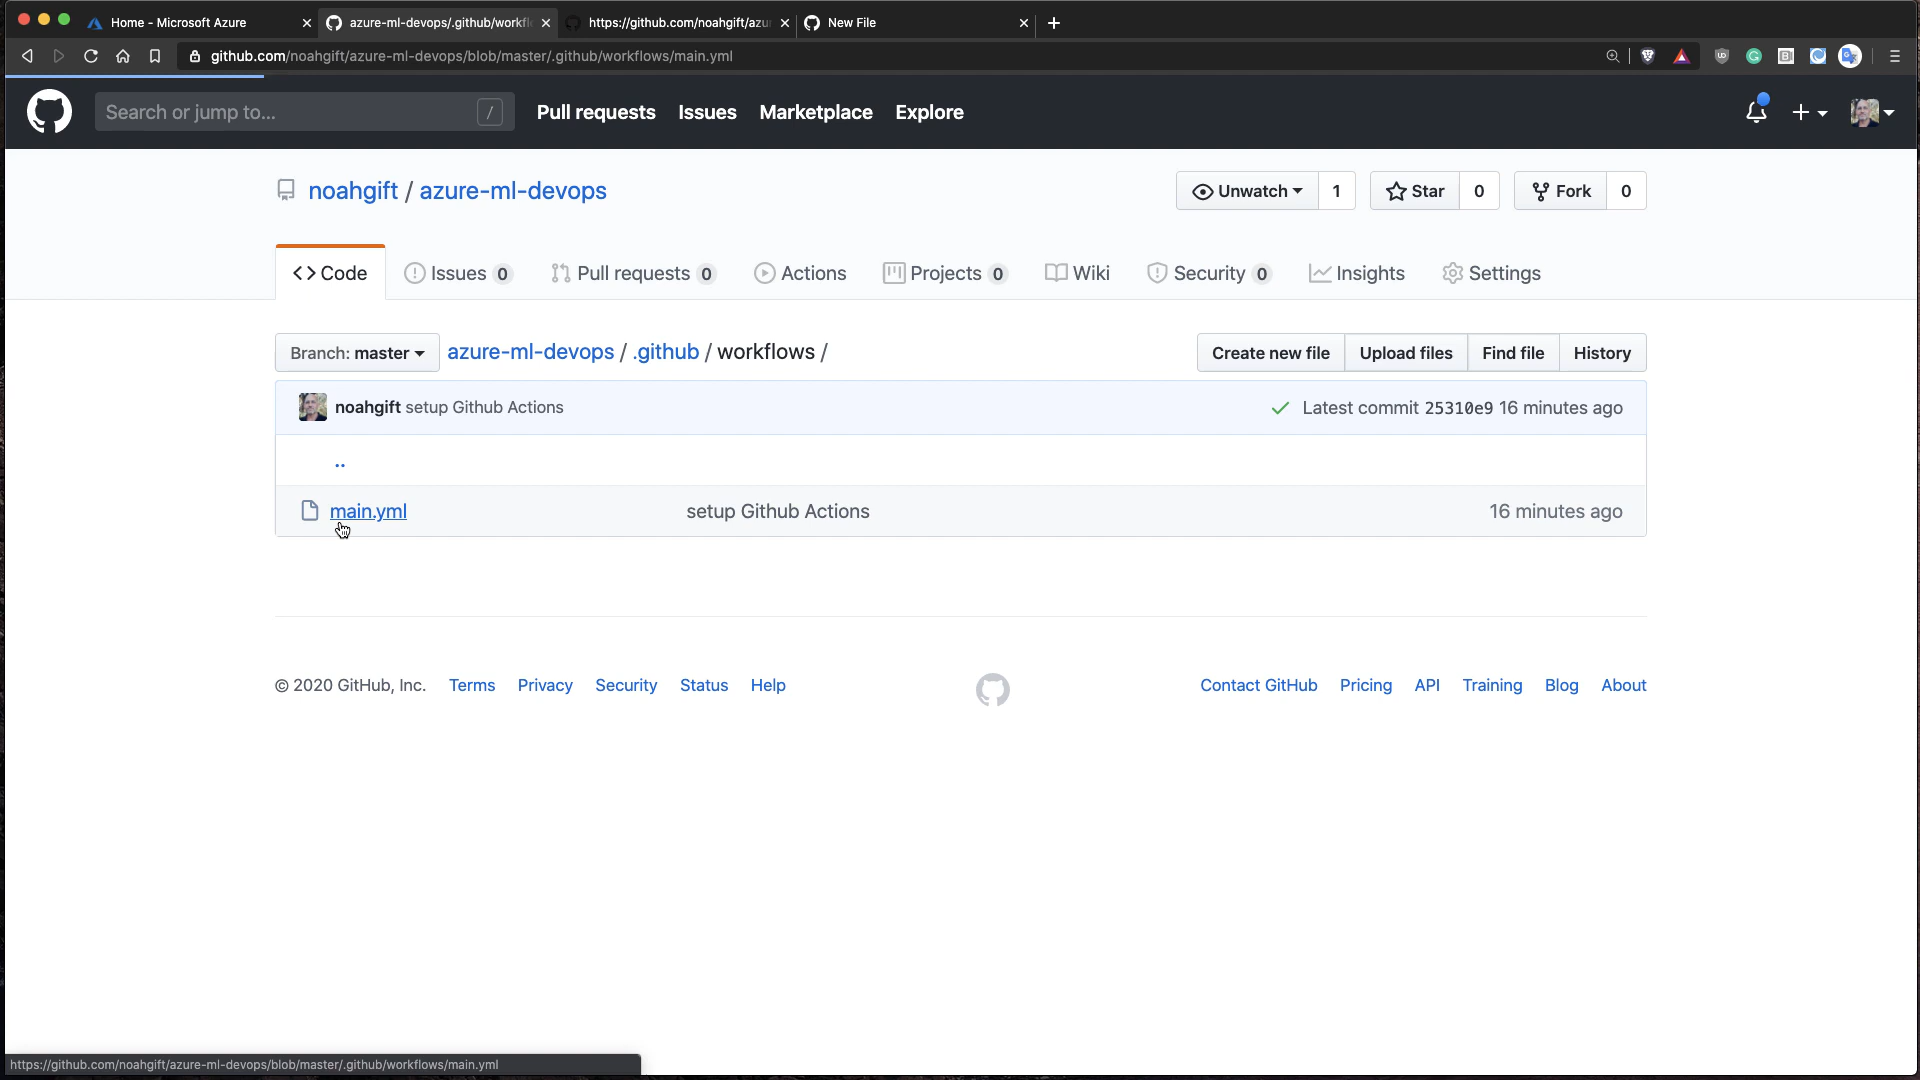 Home - Microsoft Azure
azure-ml-devops/.github/workfl
https://github.com/noahgift/azu
New File
github.com/noahgift/azure-ml-devops/blob/master/.github/workflows/main.yml
Search or jump to...
/
Pull requests
Issues
Marketplace
Explore
noahgift / azure-ml-devops
Unwatch
1
Star
0
Fork
0
Code
Issues 0
Pull requests 0
Actions
Projects 0
Wiki
Security 0
Insights
Settings
Branch: master
azure-ml-devops / .github / workflows /
Create new file
Upload files
Find file
History
noahgift setup Github Actions
Latest commit 25310e9 16 minutes ago
..
main.yml
setup Github Actions
16 minutes ago
© 2020 GitHub, Inc.
Terms
Privacy
Security
Status
Help
Contact GitHub
Pricing
API
Training
Blog
About
https://github.com/noahgift/azure-ml-devops/blob/master/.github/workflows/main.yml